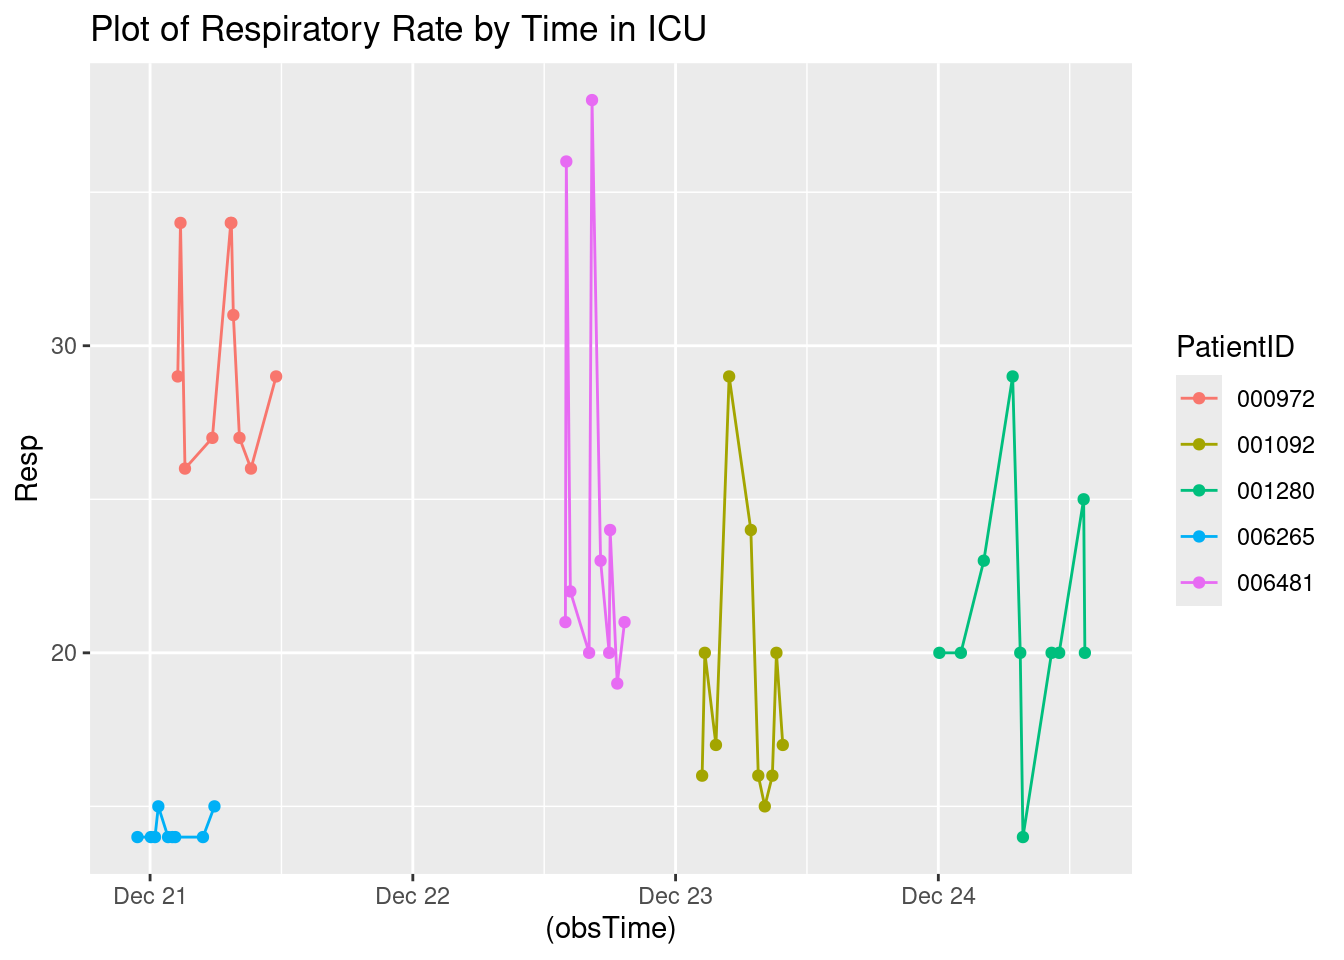 Plot of Respiratory Rate by Time in ICU
Resp
30
20
Dec 21
Dec 22
Dec 23
Dec 24
(obsTime)
PatientID
000972
001092
001280
006265
006481